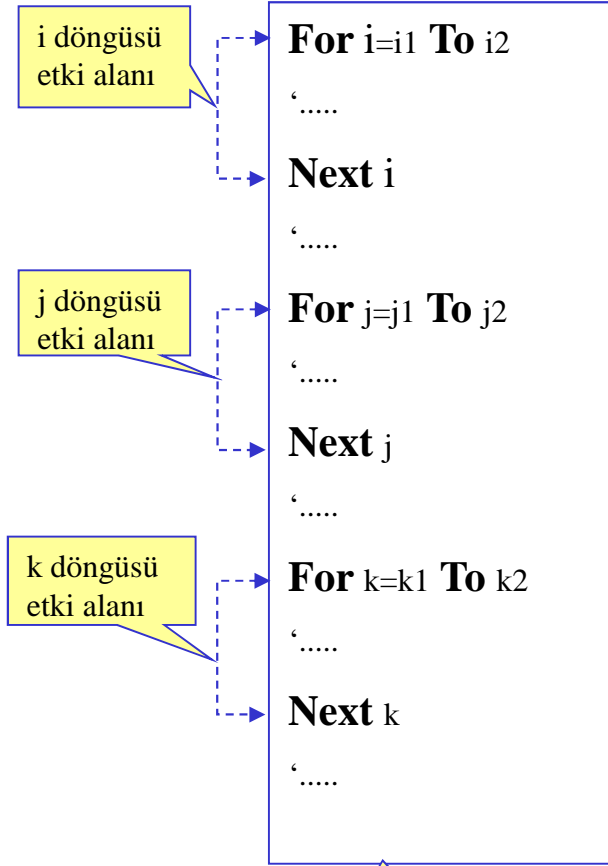 i döngüsü
etki alanı
For i=i1 To i2
‘.....
Next i
‘.....
j döngüsü
etki alanı
For j=j1 To j2
‘.....
Next j
‘.....
k döngüsü
etki alanı
For k=k1 To k2
‘.....
Next k
‘.....